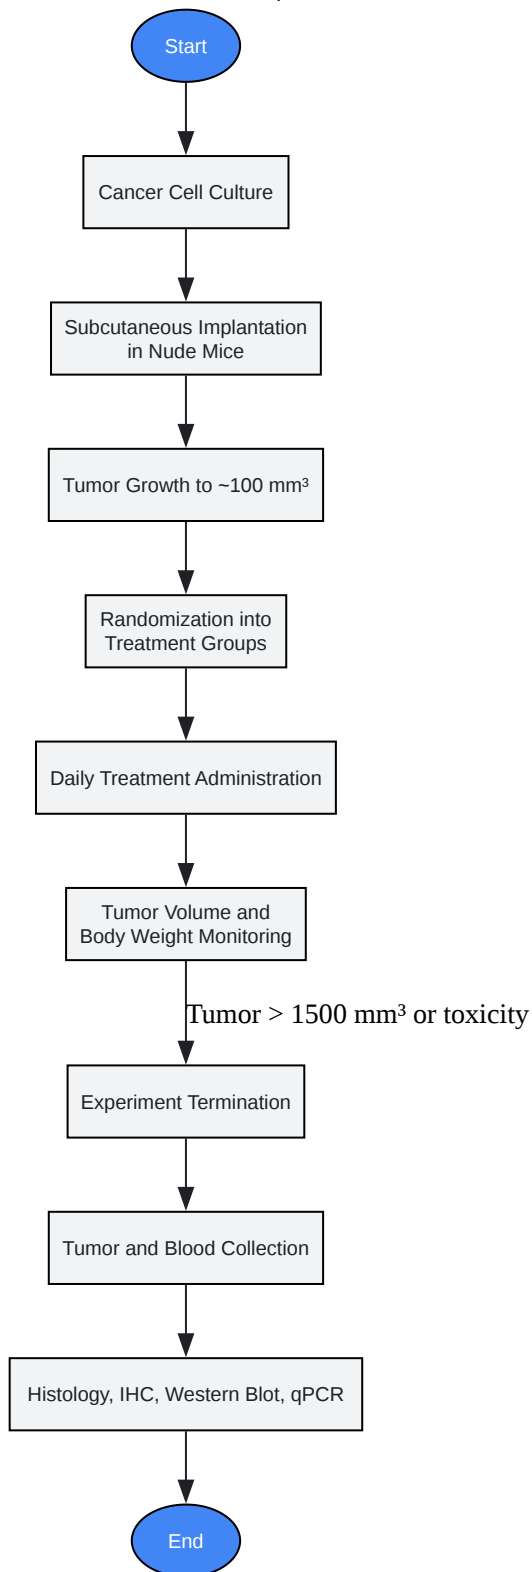 Start
Cancer Cell Culture
Subcutaneous Implantation
in Nude Mice
Tumor Growth to ~100 mm³
Randomization into
Treatment Groups
Daily Treatment Administration
Tumor Volume and
Body Weight Monitoring
Tumor > 1500 mm³ or toxicity
Experiment Termination
Tumor and Blood Collection
Histology, IHC, Western Blot, qPCR
End